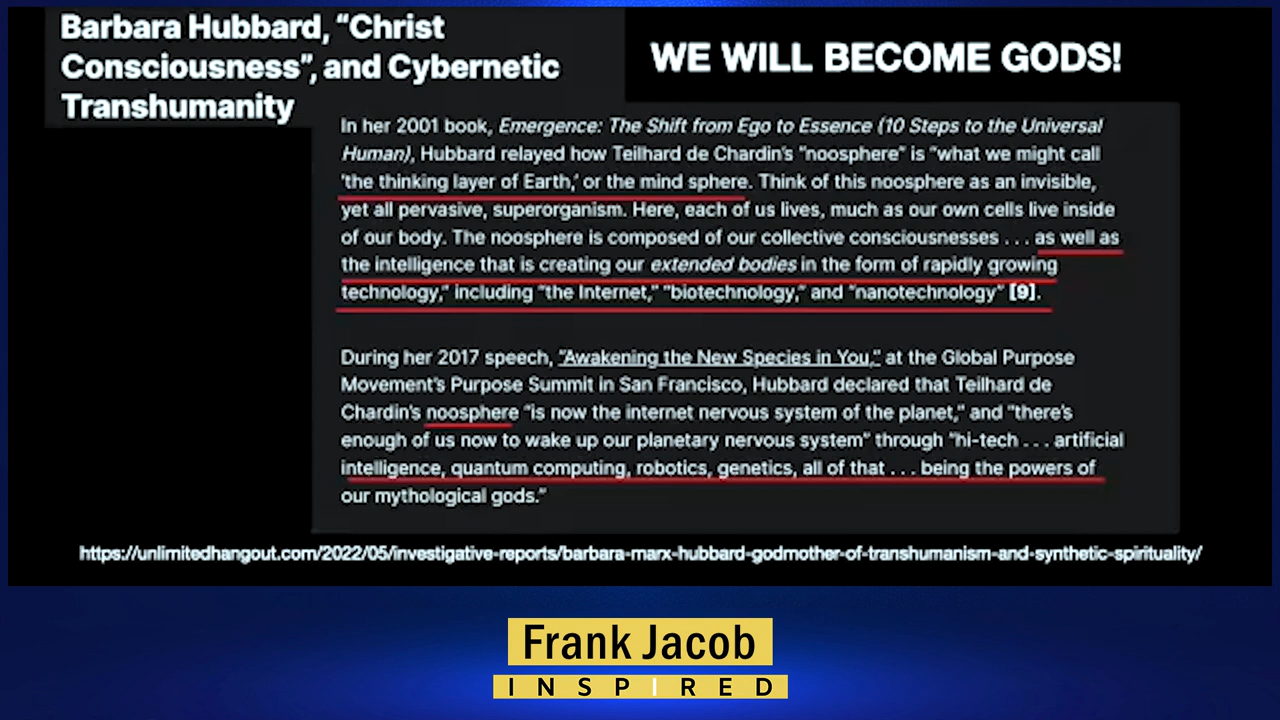 Barbara Hubbard, “Christ
Consciousness”, and Cybernetic
Transhumanity
WE WILL BECOME GODS!
In her 2001 book, Emergence: The Shift from Ego to Essence (10 Steps to the Universal
Human), Hubbard relayed how Teilhard de Chardin’s “noosphere” is “what we might call
‘the thinking layer of Earth,’ or the mind sphere. Think of this noosphere as an invisible,
yet all pervasive, superorganism. Here, each of us lives, much as our own cells live inside
of our body. The noosphere is composed of our collective consciousnesses . . . as well as
the intelligence that is creating our extended bodies in the form of rapidly growing
technology,” including “the Internet,” “biotechnology,” and “nanotechnology” [9].
During her 2017 speech, “Awakening the New Species in You,” at the Global Purpose
Movement’s Purpose Summit in San Francisco, Hubbard declared that Teilhard de
Chardin’s noosphere “is now the internet nervous system of the planet,” and “there’s
enough of us now to wake up our planetary nervous system” through “hi-tech . . . artificial
intelligence, quantum computing, robotics, genetics, all of that . . . being the powers of
our mythological gods.”
https://unlimitedhangout.com/2022/05/investigative-reports/barbara-marx-hubbard-godmother-of-transhumanism-and-synthetic-spirituality/
Frank Jacob
INSPIRED